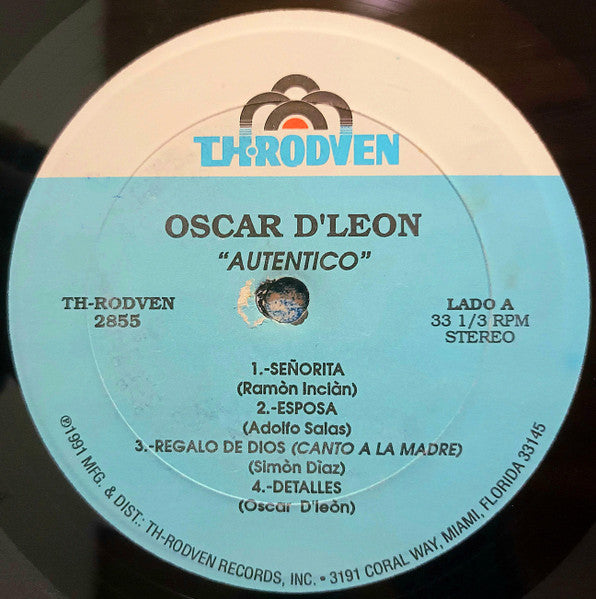 TH·RODVEN
OSCAR D'LEON
"AUTENTICO"
TH-RODVEN
2855
LADO A
33 1/3 RPM
STEREO
1.-SEÑORITA
(Ramòn Inciàn)
2.-ESPOSA
(Adolfo Salas)
3.-REGALO DE DIOS (CANTO A LA MADRE)
(Simòn Dìaz)
4.-DETALLES
(Oscar D'leòn)
℗1991 MFG. & DIST.: TH-RODVEN RECORDS, INC. • 3191 CORAL WAY, MIAMI, FLORIDA 33145